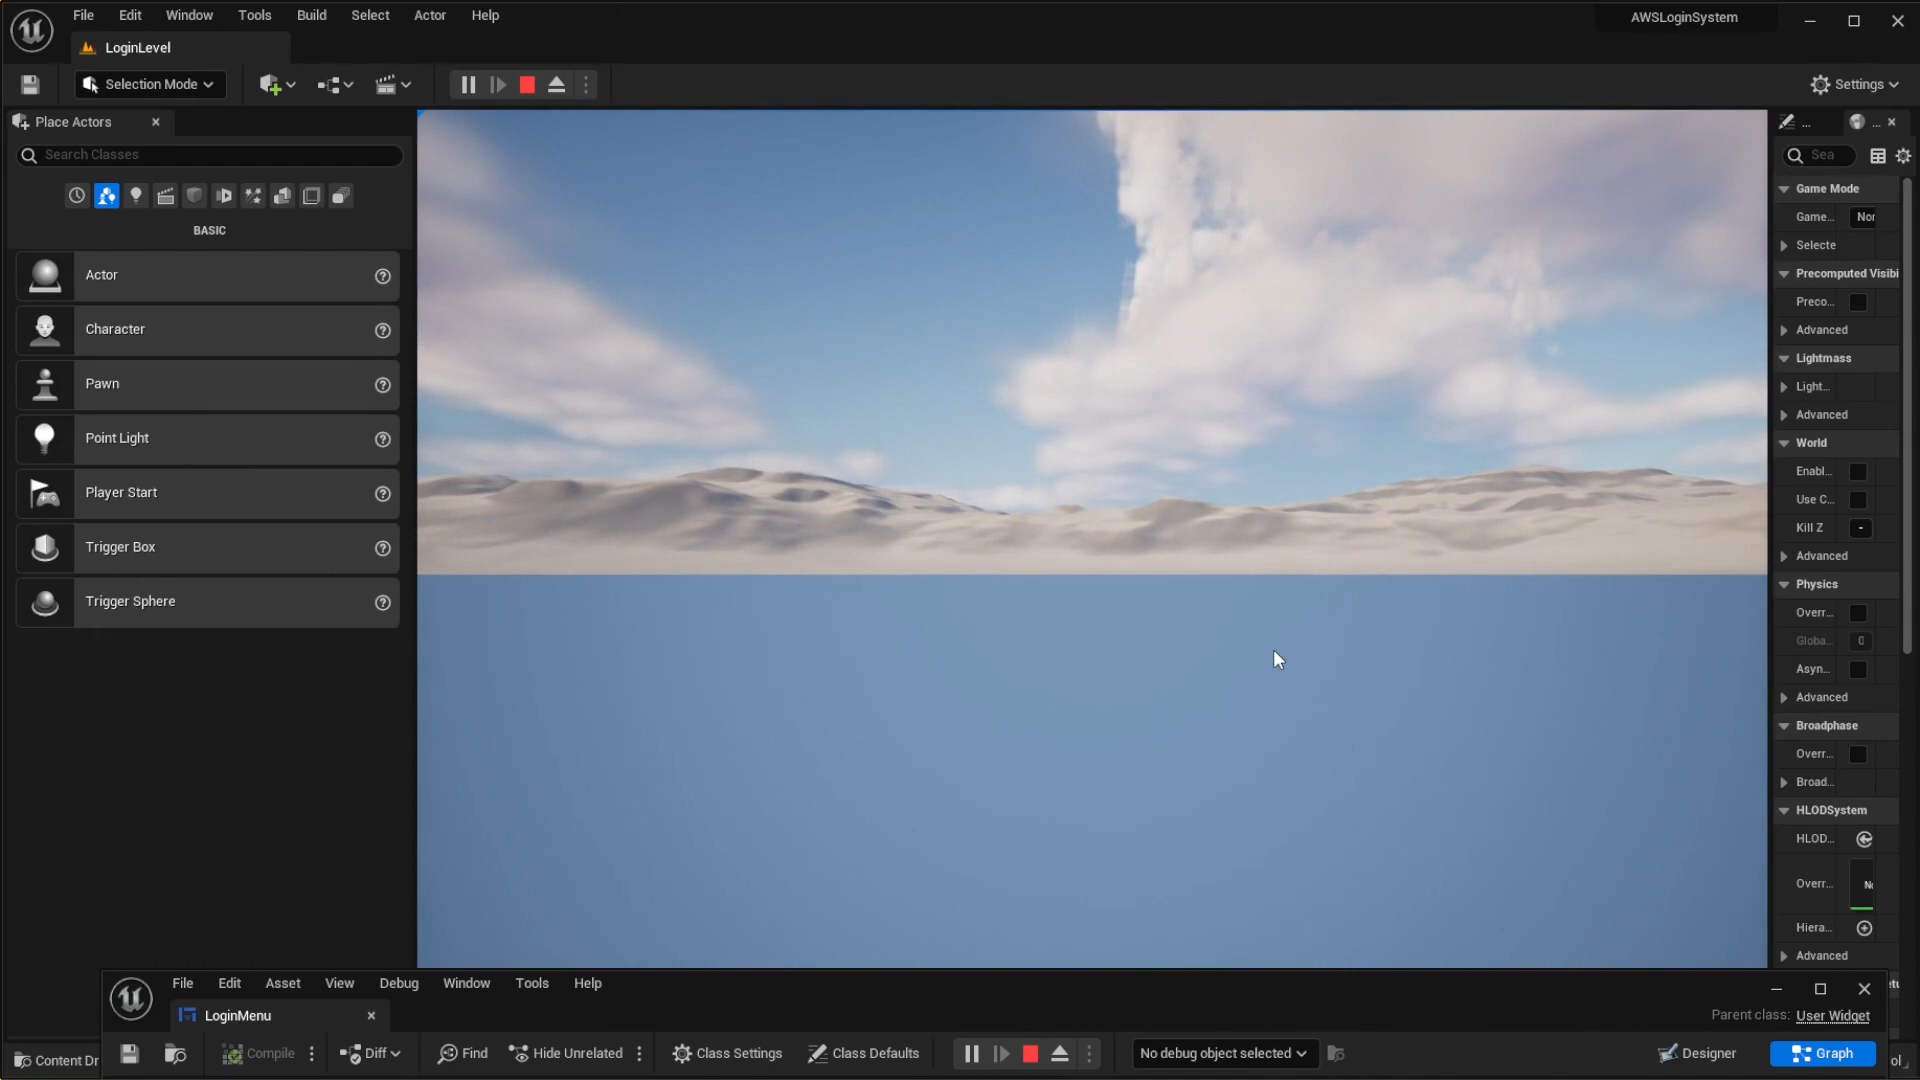 File Edit Window Tools Build Select Actor Help
AWSLoginSystem
LoginLevel
Selection Mode
Settings
Place Actors
...
...
Search Classes
Sea
BASIC
Actor
Character
Pawn
Point Light
Player Start
Trigger Box
Trigger Sphere
Game Mode
Game... Nor
Selecte
Precomputed Visibi
Preco...
Advanced
Lightmass
Light...
Advanced
World
Enabl...
Use C...
Kill Z -
Advanced
Physics
Overr...
Globa... 0
Asyn...
Advanced
Broadphase
Overr...
Broad...
HLODSystem
HLOD...
Overr...
Hiera...
Advanced
File Edit Asset View Debug Window Tools Help
LoginMenu
Parent class: User Widget
Content Dr
Compile Diff Find Hide Unrelated Class Settings Class Defaults No debug object selected Designer Graph
ol